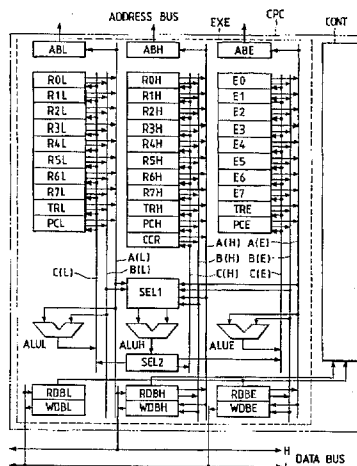 ADDRESS BUS EXE CPC CONT
ABL ABH ABE
R0L R0H E0
R1L R1H E1
R2L R2H E2
R3L R3H E3
R4L R4H E4
R5L R5H E5
R6L R6H E6
R7L R7H E7
TRL TRH TRE
PCL PCH PCE
CCR
A(L) A(H) A(E)
B(L) B(H) B(E)
C(L) C(H) C(E)
SEL1
ALUL ALUH ALUE
SEL2
RDBL RDBH RDBE
WDBL WDBH WDBE
H
DATA BUS